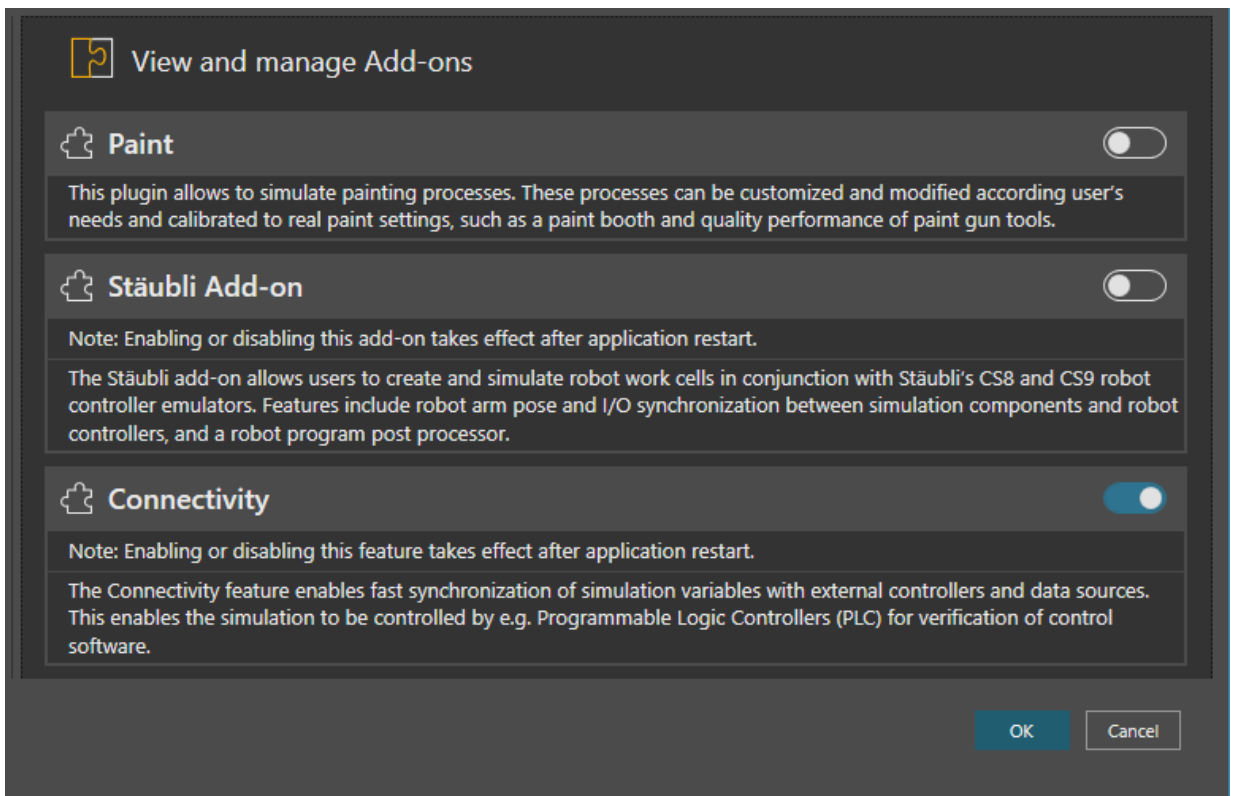 View and manage Add-ons
Paint
This plugin allows to simulate painting processes. These processes can be customized and modified according user's
needs and calibrated to real paint settings, such as a paint booth and quality performance of paint gun tools.
Stäubli Add-on
Note: Enabling or disabling this add-on takes effect after application restart.
The Stäubli add-on allows users to create and simulate robot work cells in conjunction with Stäubli's CS8 and CS9 robot
controller emulators. Features include robot arm pose and I/O synchronization between simulation components and robot
controllers, and a robot program post processor.
Connectivity
Note: Enabling or disabling this feature takes effect after application restart.
The Connectivity feature enables fast synchronization of simulation variables with external controllers and data sources.
This enables the simulation to be controlled by e.g. Programmable Logic Controllers (PLC) for verification of control
software.
OK
Cancel